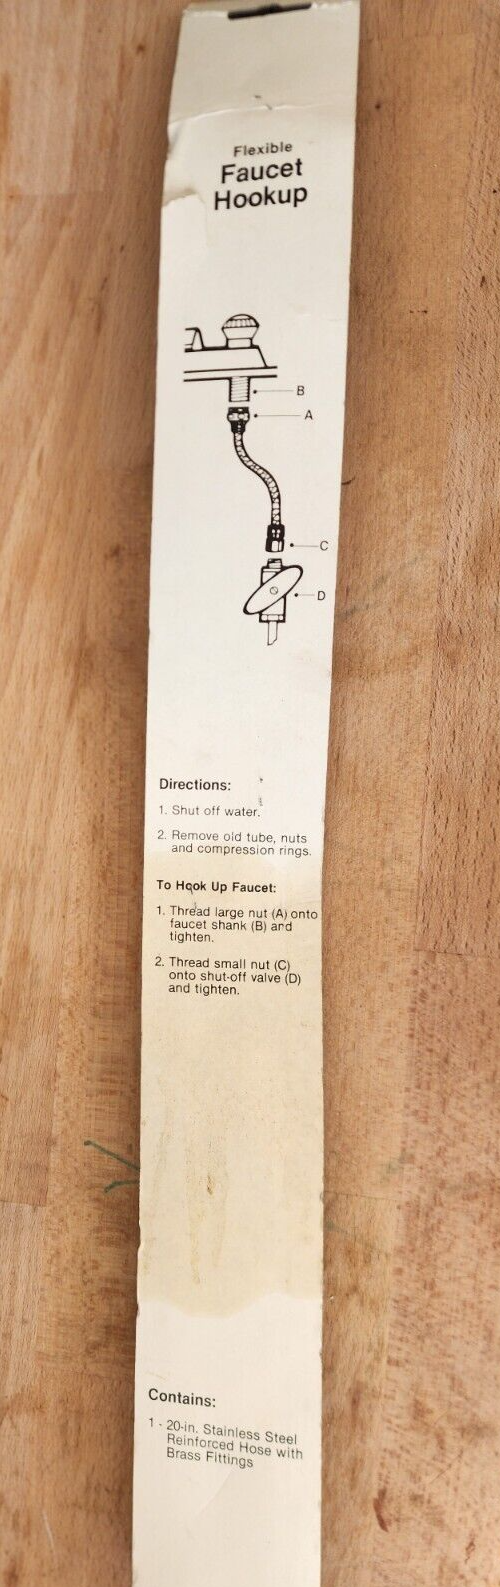 Flexible
Faucet
Hookup
B
A
C
D
Directions:
1. Shut off water.
2. Remove old tube, nuts
and compression rings.
To Hook Up Faucet:
1. Thread large nut (A) onto
faucet shank (B) and
tighten.
2. Thread small nut (C)
onto shut-off valve (D)
and tighten.
Contains:
1 - 20-in. Stainless Steel
Reinforced Hose with
Brass Fittings